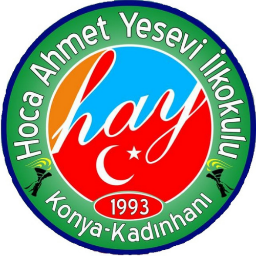 Hoca Ahmet Yesevi İlkokulu
hay
1993
Konya-Kadınhanı